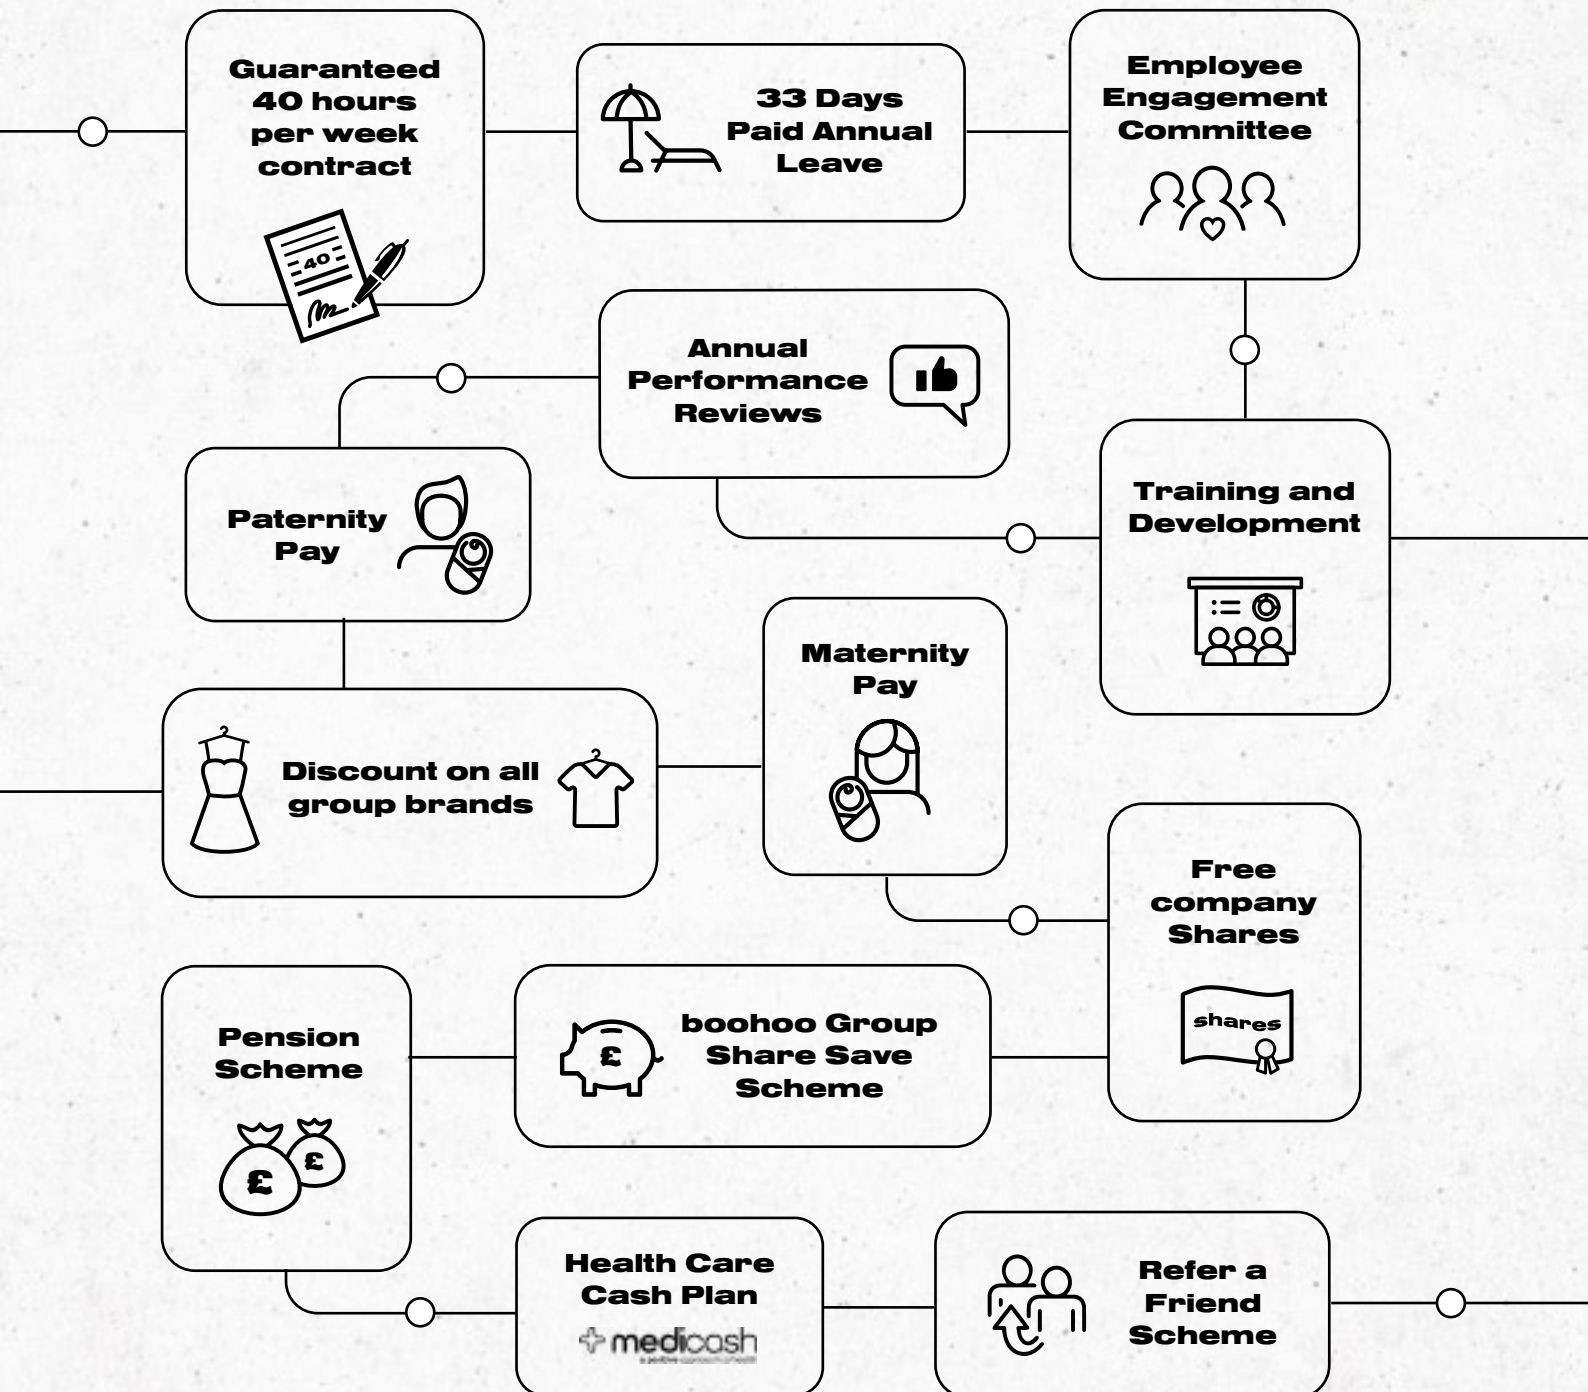 Guaranteed
40 hours
per week
contract
40
33 Days
Paid Annual
Leave
Employee
Engagement
Committee
Annual
Performance
Reviews
Paternity
Pay
Training and
Development
Maternity
Pay
Discount on all
group brands
Free
company
Shares
shares
Pension
Scheme
£
£
boohoo Group
Share Save
Scheme
£
Health Care
Cash Plan
medicash
Refer a
Friend
Scheme